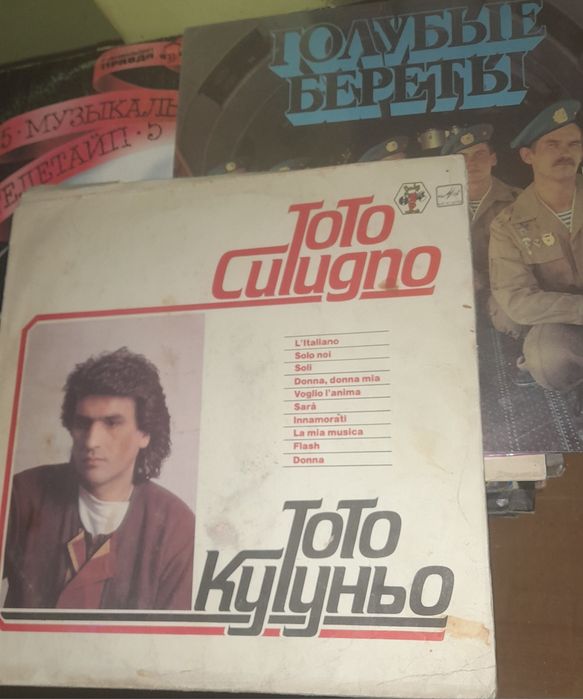 ГОЛУБЫЕ
БЕРЕТЫ
ПРАВДА
5 · МУЗЫКАЛЬ
ЕЛЕТАЙП · 5
TOTO
CUTUGNO
L'Italiano
Solo noi
Soli
Donna, donna mia
Voglio l'anima
Sarà
Innamorati
La mia musica
Flash
Donna
ТОТО
КУТУНЬО